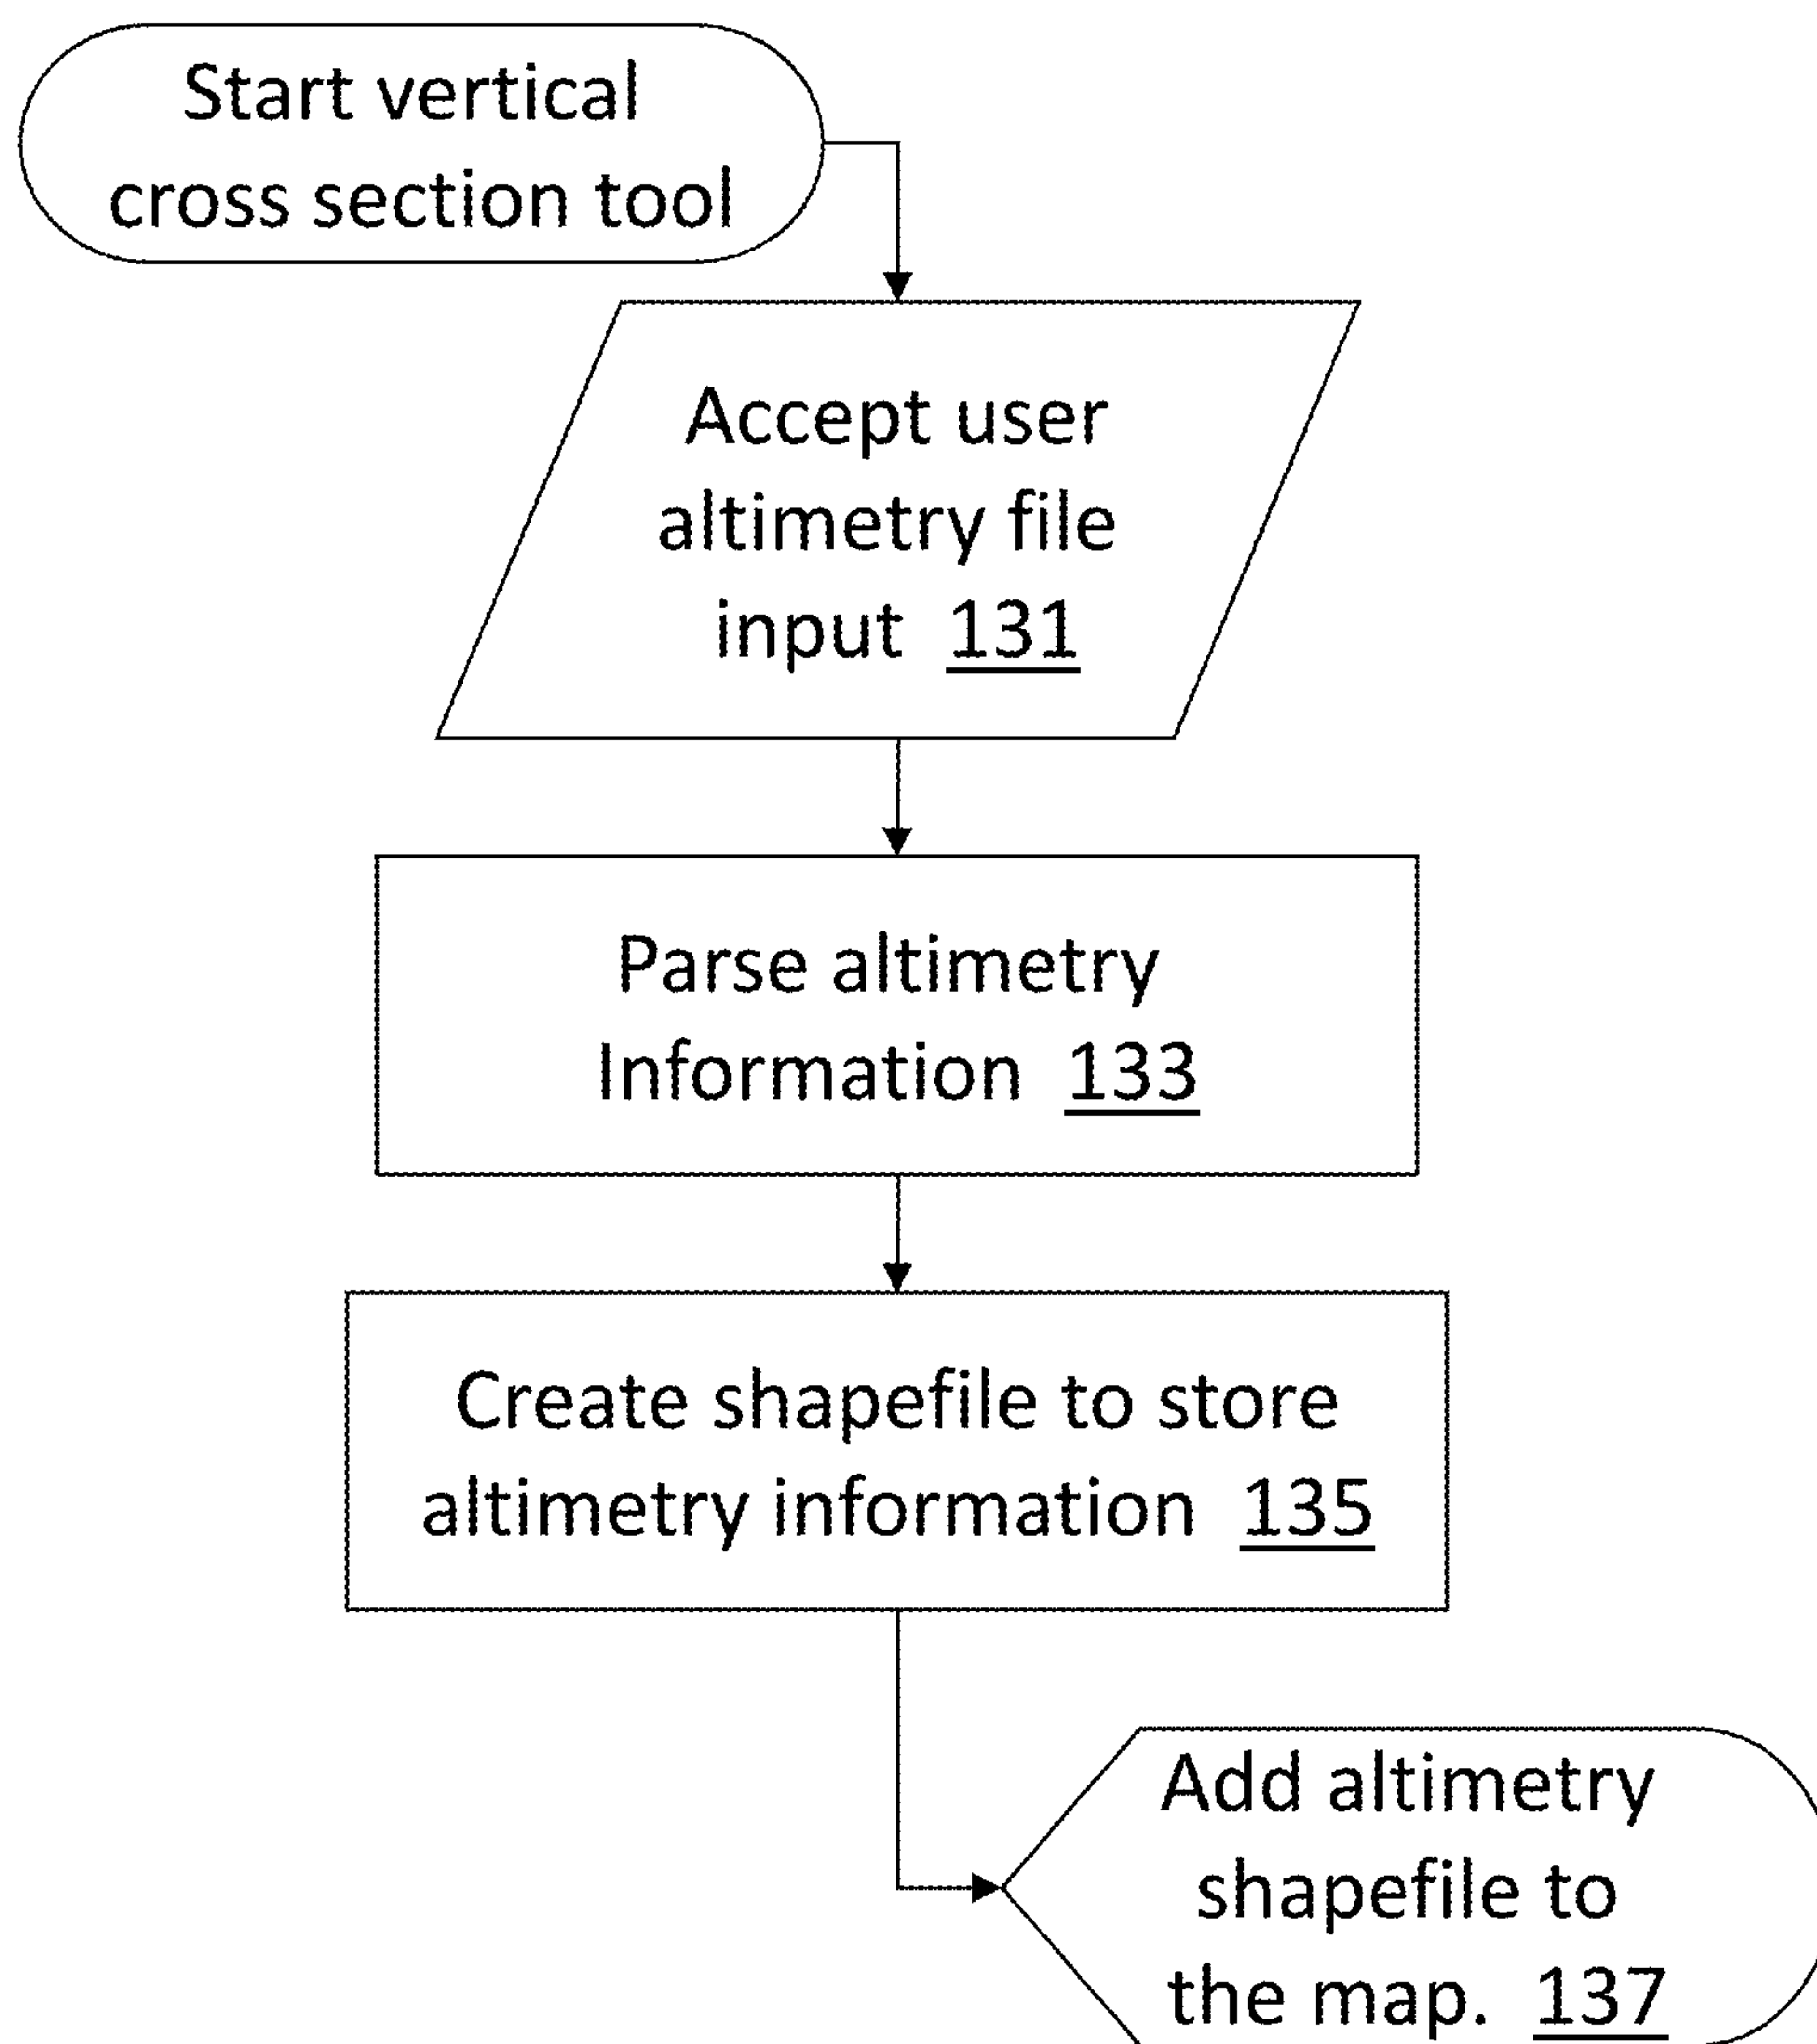 Start vertical
cross section tool
Accept user
altimetry file
input 131
Parse altimetry
Information 133
Create shapefile to store
altimetry information 135
Add altimetry
shapefile to
the map. 137